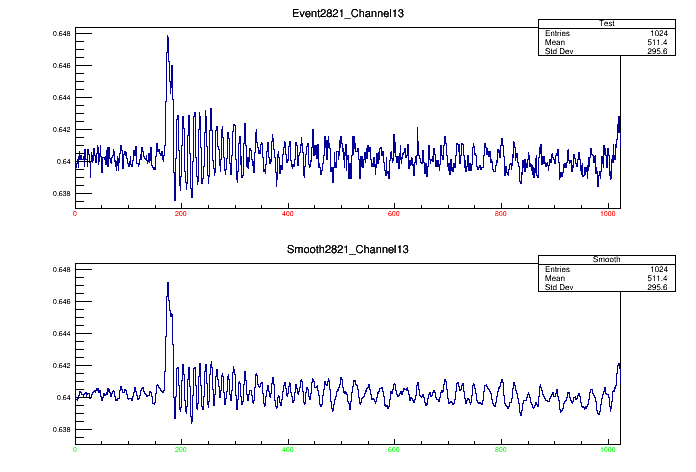 Event2821_Channel13
Test
Entries 1024
Mean 511.4
Std Dev 295.6
0.648
0.646
0.644
0.642
0.64
0.638
0 200 400 600 800 1000
Smooth2821_Channel13
Smooth
Entries 1024
Mean 511.4
Std Dev 295.6
0.648
0.646
0.644
0.642
0.64
0.638
0 200 400 600 800 1000